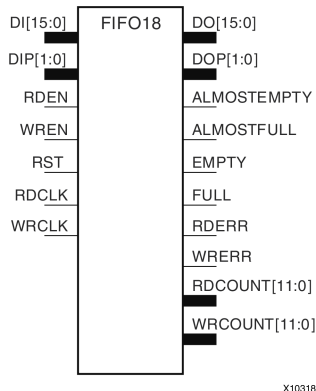 FIFO18
DI[15:0]
DO[15:0]
DIP[1:0]
DOP[1:0]
RDEN
ALMOSTEMPTY
WREN
ALMOSTFULL
RST
EMPTY
RDCLK
FULL
WRCLK
RDERR
WRERR
RDCOUNT[11:0]
WRCOUNT[11:0]
X10318